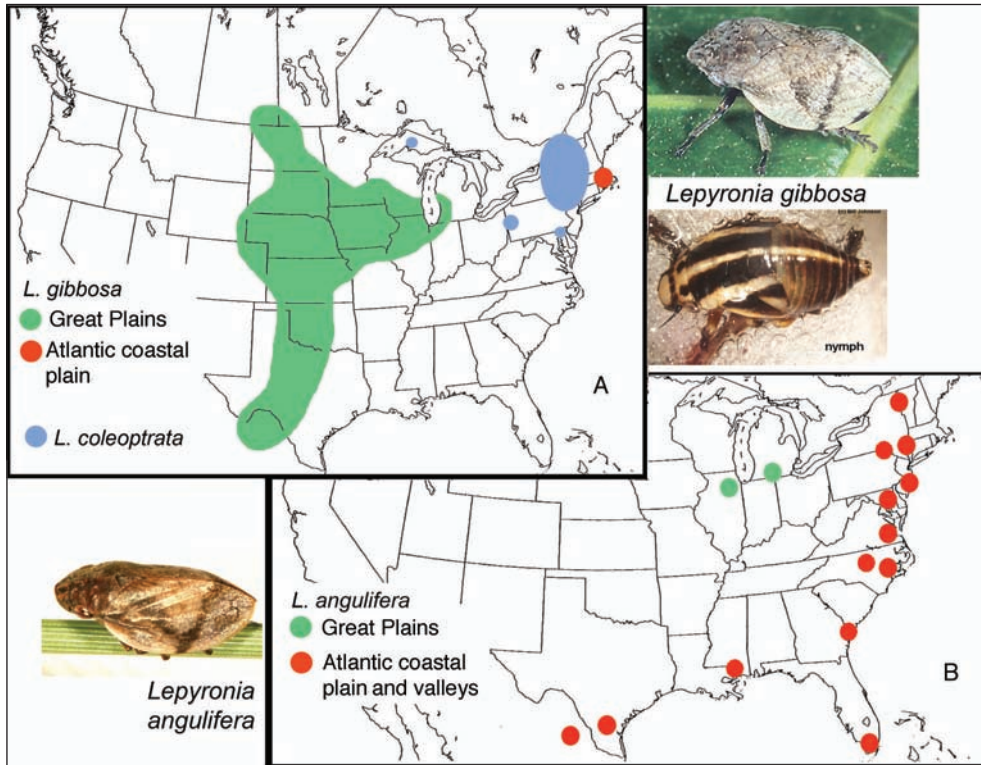 Lepyronia gibbosa
nymph
L. gibbosa
Great Plains
Atlantic coastal
plain
L. coleoptrata
A
L. angulifera
Great Plains
Atlantic coastal
plain and valleys
B
Lepyronia
angulifera